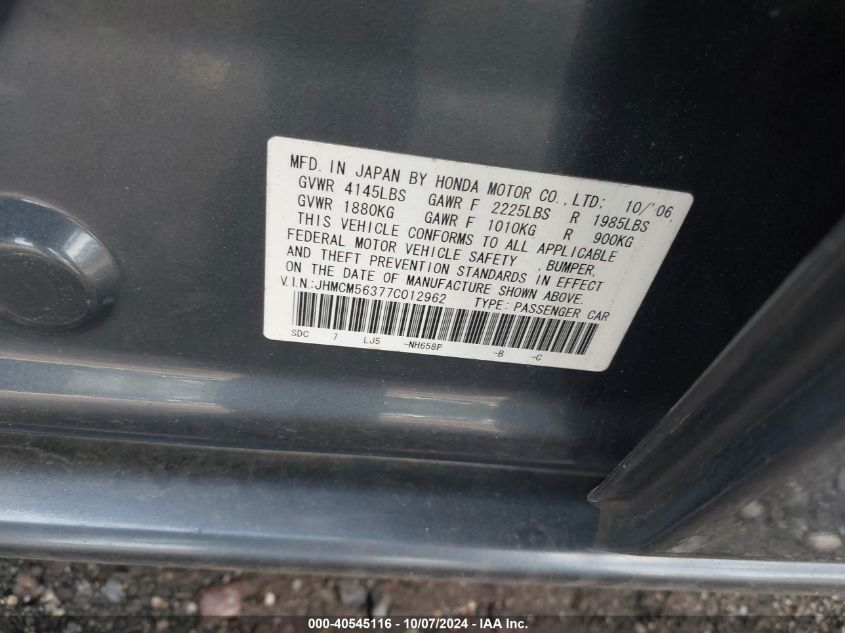 MFD. IN JAPAN BY HONDA MOTOR CO., LTD: 10/'06
GVWR 4145LBS GAWR F 2225LBS R 1985LBS
GVWR 1880KG GAWR F 1010KG R 900KG
THIS VEHICLE CONFORMS TO ALL APPLICABLE
FEDERAL MOTOR VEHICLE SAFETY ,BUMPER,
AND THEFT PREVENTION STANDARDS IN EFFECT
ON THE DATE OF MANUFACTURE SHOWN ABOVE.
V.I.N.:JHMCM56377C012962 TYPE: PASSENGER CAR
SDC 7 LJ5 -NH658P -B -C
000-40545116 - 10/07/2024 - IAA Inc.